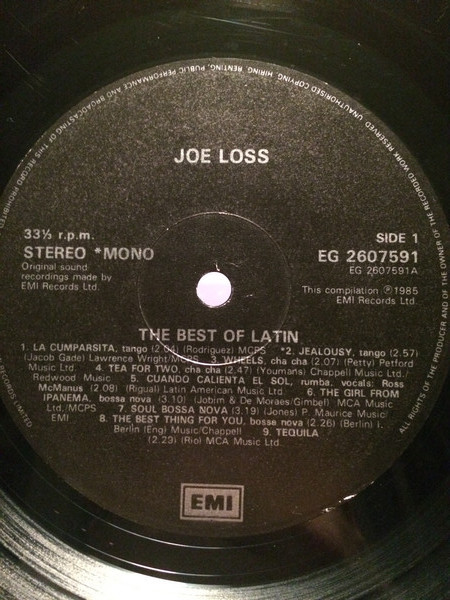 JOE LOSS
33⅓ r.p.m.
STEREO *MONO
Original sound
recordings made by
EMI Records Ltd.
SIDE 1
EG 2607591
EG 2607591A
This compilation ℗1985
EMI Records Ltd.
THE BEST OF LATIN
1. LA CUMPARSITA, tango (2.04) (Rodriguez) MCPS *2. JEALOUSY, tango (2.57)
(Jacob Gade) Lawrence Wright/MCPS 3. WHEELS, cha cha (2.07) (Petty) Petford
Music Ltd. 4. TEA FOR TWO, cha cha (2.47) (Youmans) Chappell Music Ltd./
Redwood Music 5. CUANDO CALIENTA EL SOL, rumba. vocals: Ross
McManus (2.08) (Rigual) Latin American Music Ltd. 6. THE GIRL FROM
IPANEMA, bossa nova (3.10) (Jobim & De Moraes/Gimbel) MCA Music
Ltd./MCPS 7. SOUL BOSSA NOVA (3.19) (Jones) P. Maurice Music/
EMI 8. THE BEST THING FOR YOU, bossa nova (2.26) (Berlin) I.
Berlin (Eng) Music/Chappell 9. TEQUILA
(2.23) (Rio) MCA Music Ltd.
EMI
ALL RIGHTS OF THE PRODUCER AND OF THE OWNER OF THE RECORDED WORK RESERVED UNAUTHORISED COPYING, HIRING, RENTING, PUBLIC PERFORMANCE AND BROADCASTING OF THIS RECORD PROHIBITED
RECORDS LIMITED